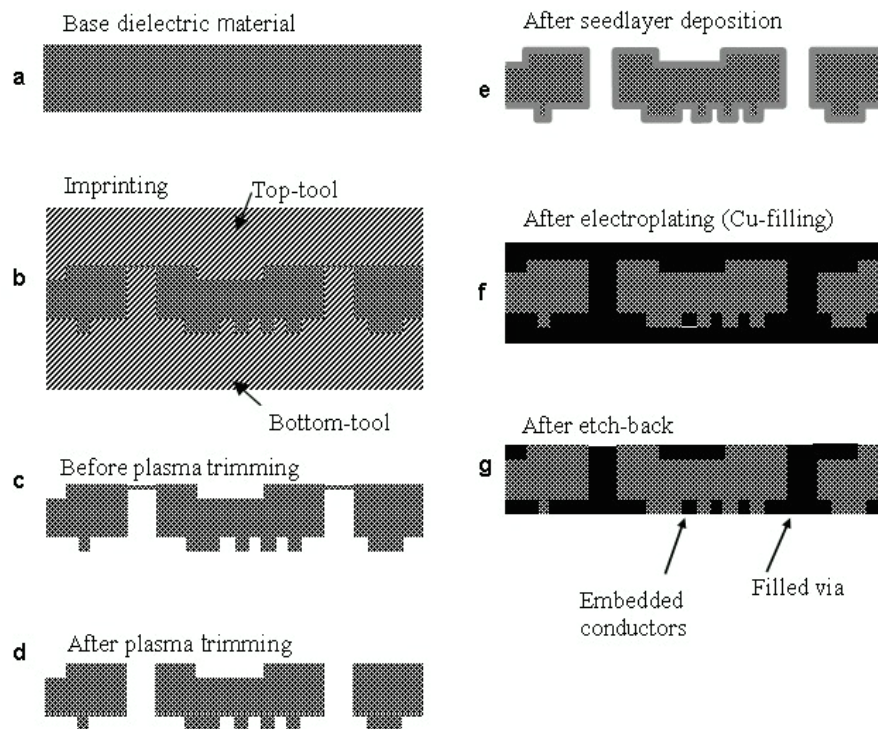 Base dielectric material
a
Imprinting
Top-tool
b
Bottom-tool
Before plasma trimming
c
After plasma trimming
d
After seedlayer deposition
e
After electroplating (Cu-filling)
f
After etch-back
g
Embedded
conductors
Filled via